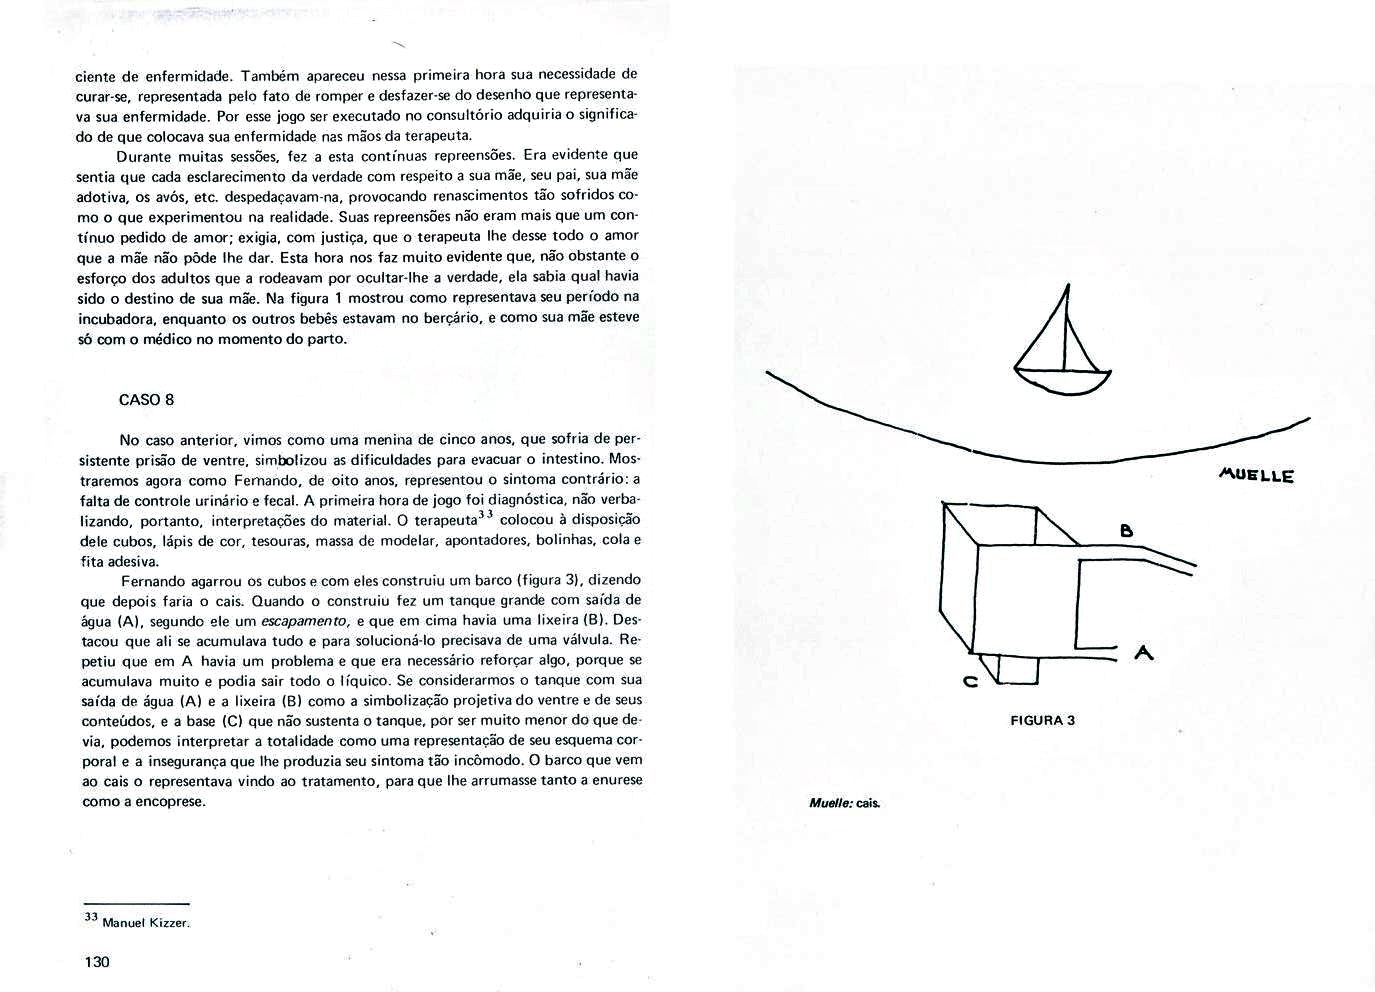 ciente de enfermidade. Também apareceu nessa primeira hora sua necessidade de
curar-se, representada pelo fato de romper e desfazer-se do desenho que representa-
va sua enfermidade. Por esse jogo ser executado no consultório adquiria o significa-
do de que colocava sua enfermidade nas mãos da terapeuta.
Durante muitas sessões, fez a esta contínuas repreensões. Era evidente que
sentia que cada esclarecimento da verdade com respeito a sua mãe, seu pai, sua mãe
adotiva, os avós, etc. despedaçavam-na, provocando renascimentos tão sofridos co-
mo o que experimentou na realidade. Suas repreensões não eram mais que um con-
tínuo pedido de amor; exigia, com justiça, que o terapeuta lhe desse todo o amor
que a mãe não pôde lhe dar. Esta hora nos faz muito evidente que, não obstante o
esforço dos adultos que a rodeavam por ocultar-lhe a verdade, ela sabia qual havia
sido o destino de sua mãe. Na figura 1 mostrou como representava seu período na
incubadora, enquanto os outros bebês estavam no berçário, e como sua mãe esteve
só com o médico no momento do parto.
CASO 8
No caso anterior, vimos como uma menina de cinco anos, que sofria de per-
sistente prisão de ventre, simbolizou as dificuldades para evacuar o intestino. Mos-
traremos agora como Fernando, de oito anos, representou o sintoma contrário: a
falta de controle urinário e fecal. A primeira hora de jogo foi diagnóstica, não verba-
lizando, portanto, interpretações do material. O terapeuta33 colocou à disposição
dele cubos, lápis de cor, tesouras, massa de modelar, apontadores, bolinhas, cola e
fita adesiva.
Fernando agarrou os cubos e com eles construiu um barco (figura 3), dizendo
que depois faria o cais. Quando o construiu fez um tanque grande com saída de
água (A), segundo ele um escapamento, e que em cima havia uma lixeira (B). Des-
tacou que ali se acumulava tudo e para solucioná-lo precisava de uma válvula. Re-
petiu que em A havia um problema e que era necessário reforçar algo, porque se
acumulava muito e podia sair todo o líquico. Se considerarmos o tanque com sua
saída de água (A) e a lixeira (B) como a simbolização projetiva do ventre e de seus
conteúdos, e a base (C) que não sustenta o tanque, por ser muito menor do que de-
via, podemos interpretar a totalidade como uma representação de seu esquema cor-
poral e a insegurança que lhe produzia seu sintoma tão incômodo. O barco que vem
ao cais o representava vindo ao tratamento, para que lhe arrumasse tanto a enurese
como a encoprese.
33 Manuel Kizzer.
130
MUELLE
B
A
C
FIGURA 3
Muelle: cais.